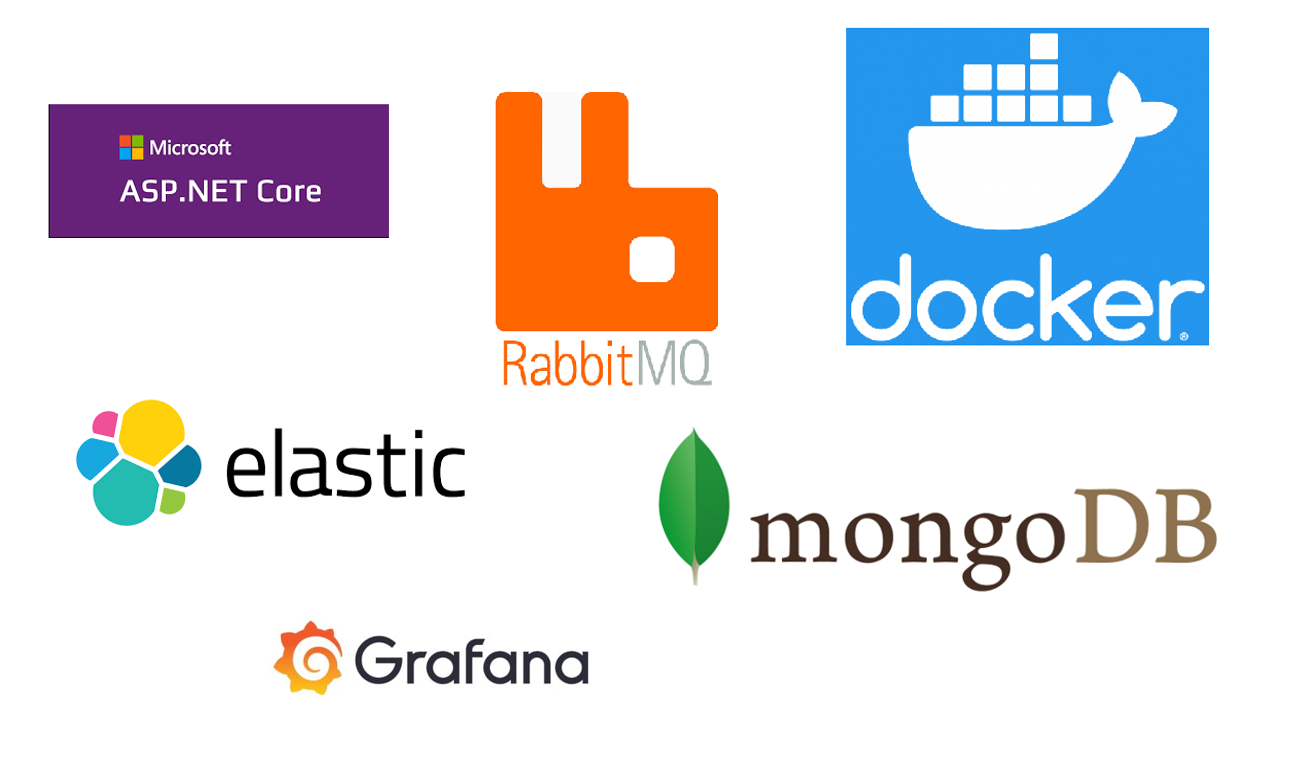 Microsoft
ASP.NET Core
RabbitMQ
docker®
elastic
mongoDB
Grafana